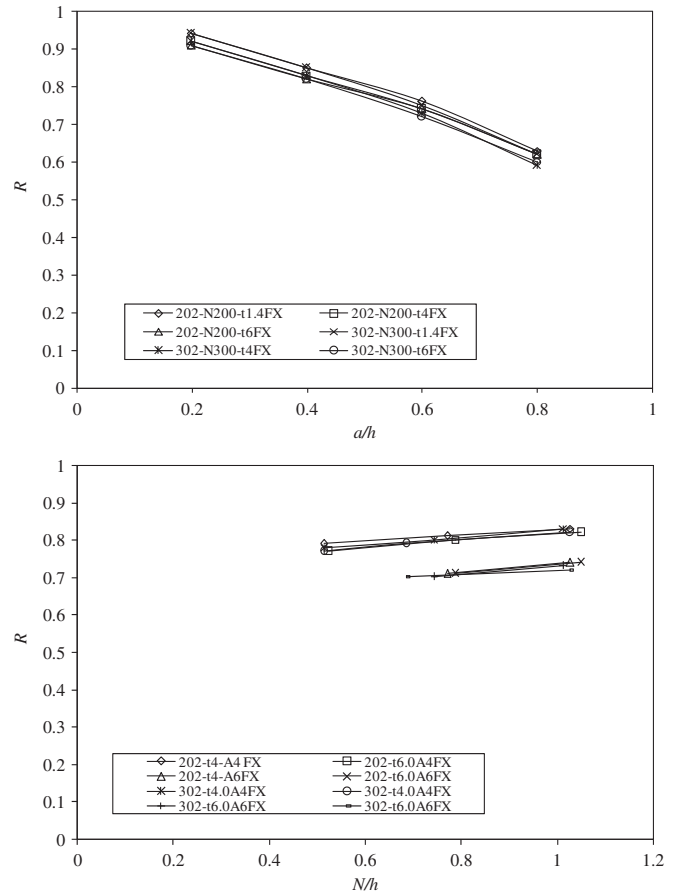 1
0.9
0.8
0.7
0.6
0.5
0.4
0.3
0.2
0.1
0
R
202-N200-t1.4FX 202-N200-t4FX
202-N200-t6FX 302-N300-t1.4FX
302-N300-t4FX 302-N300-t6FX
0 0.2 0.4 0.6 0.8 1
a/h
1
0.9
0.8
0.7
0.6
0.5
0.4
0.3
0.2
0.1
0
R
202-t4-A4 FX 202-t6.0A4FX
202-t4-A6FX 202-t6.0A6FX
302-t4.0A4FX 302-t4.0A4FX
302-t6.0A6FX 302-t6.0A6FX
0 0.2 0.4 0.6 0.8 1 1.2
N/h